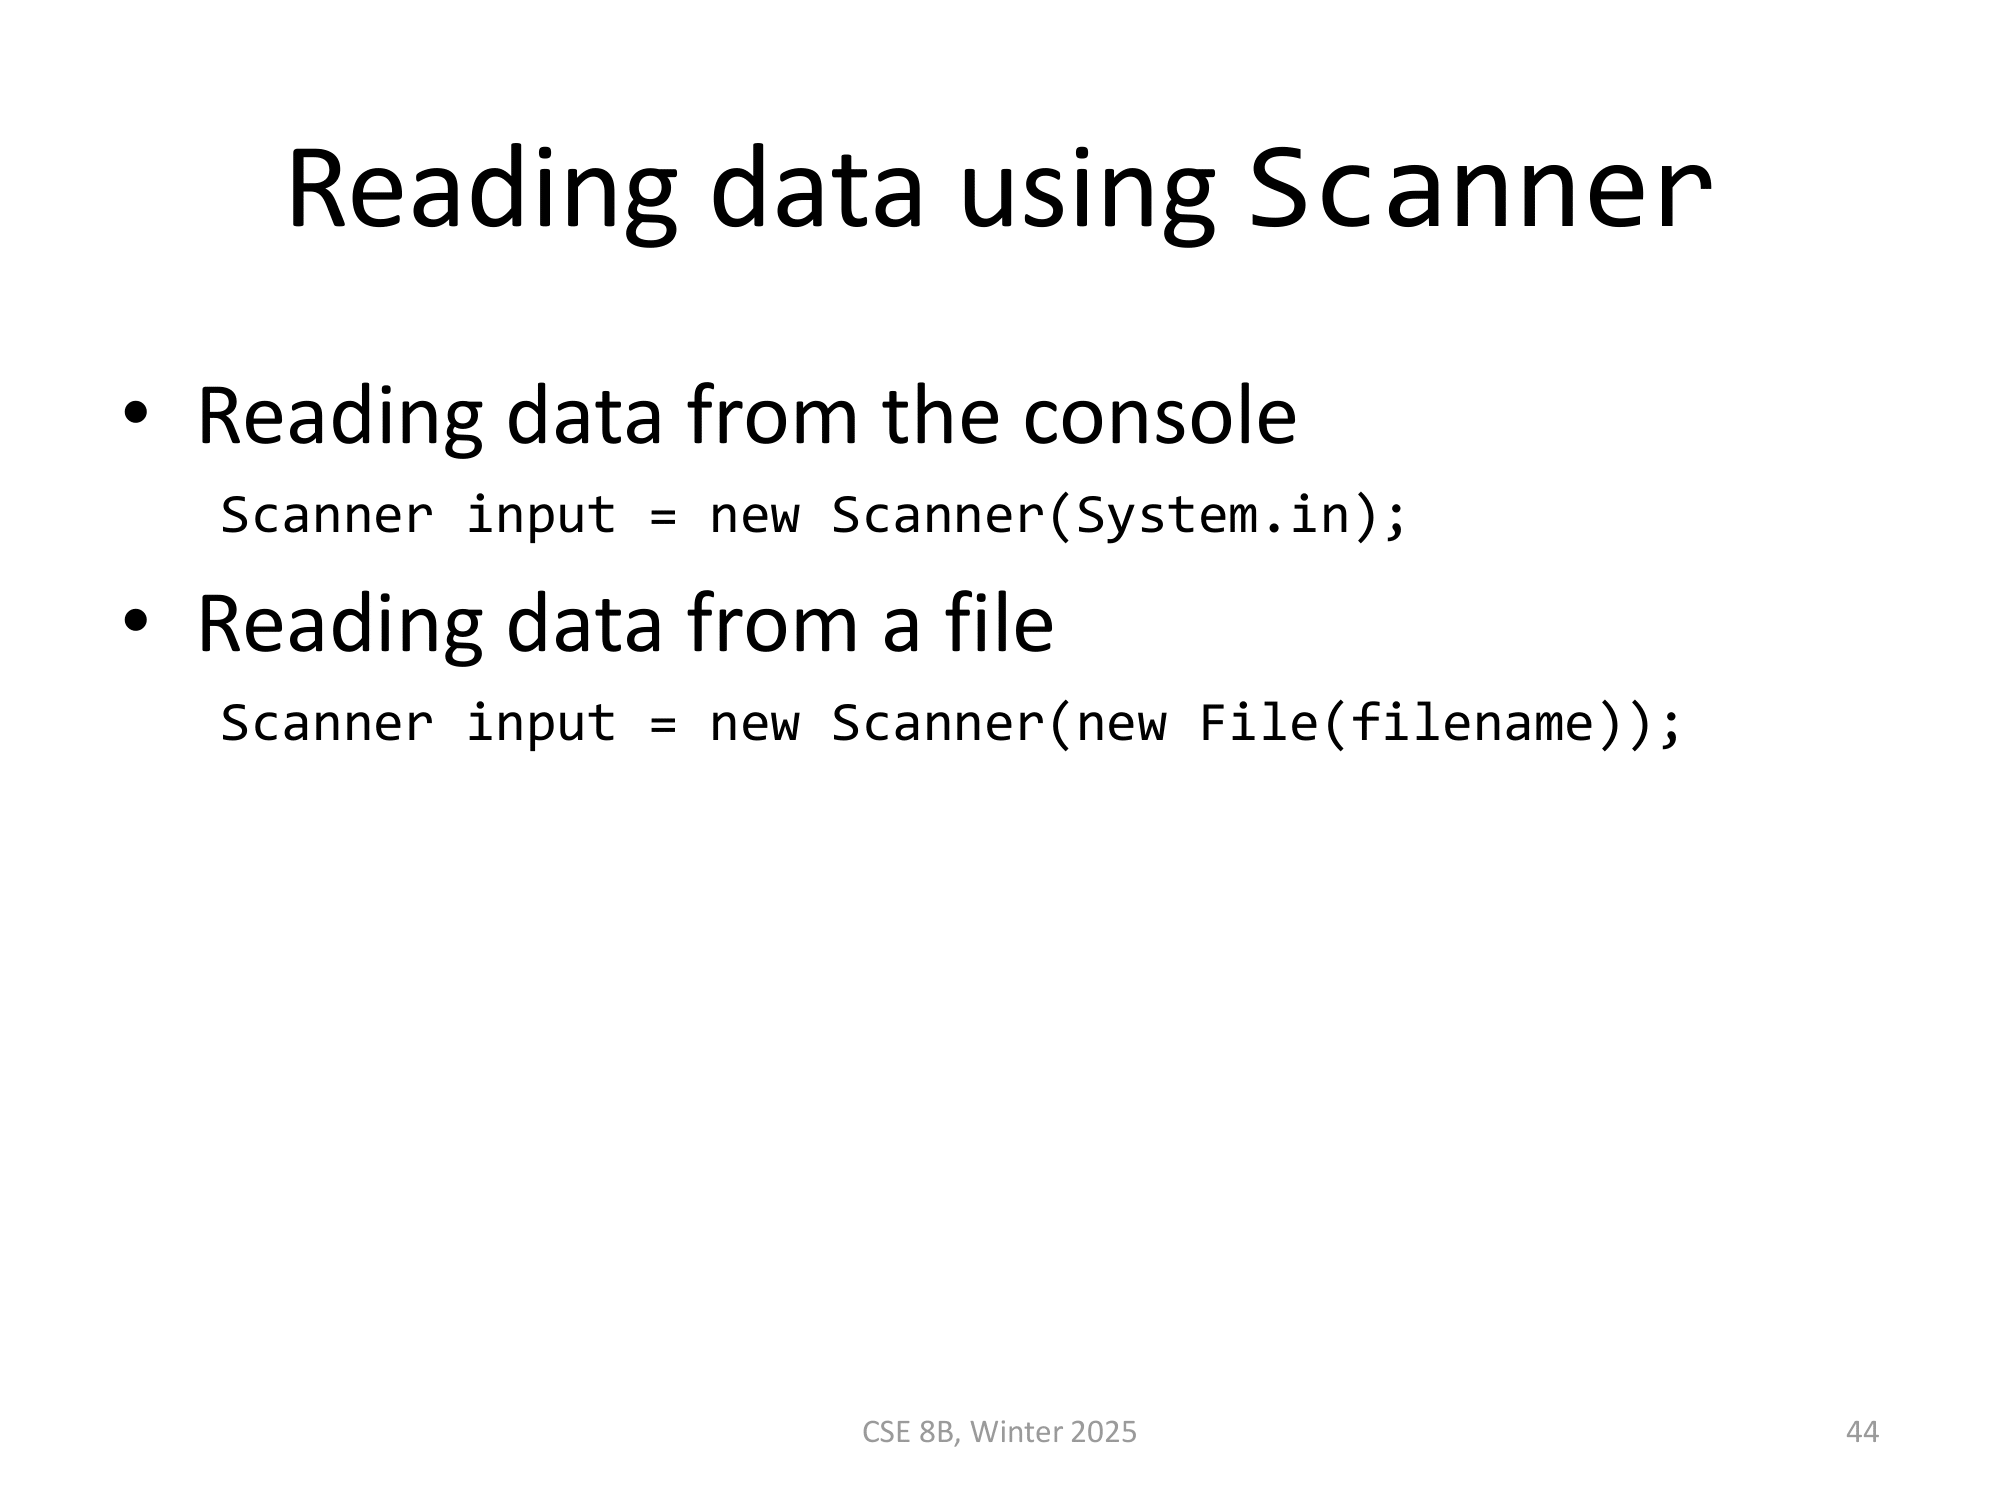 Reading data using Scanner
• Reading data from the console
Scanner input = new Scanner(System.in);
• Reading data from a file
Scanner input = new Scanner(new File(filename));
CSE 8B, Winter 2025
44